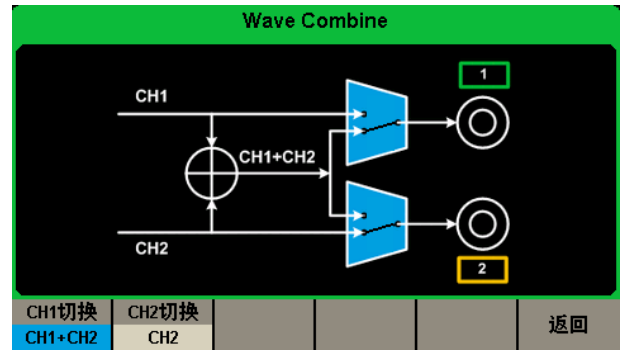 Wave Combine
1
CH1
CH1+CH2
CH2
2
CH1切换
CH2切换
返回
CH1+CH2
CH2